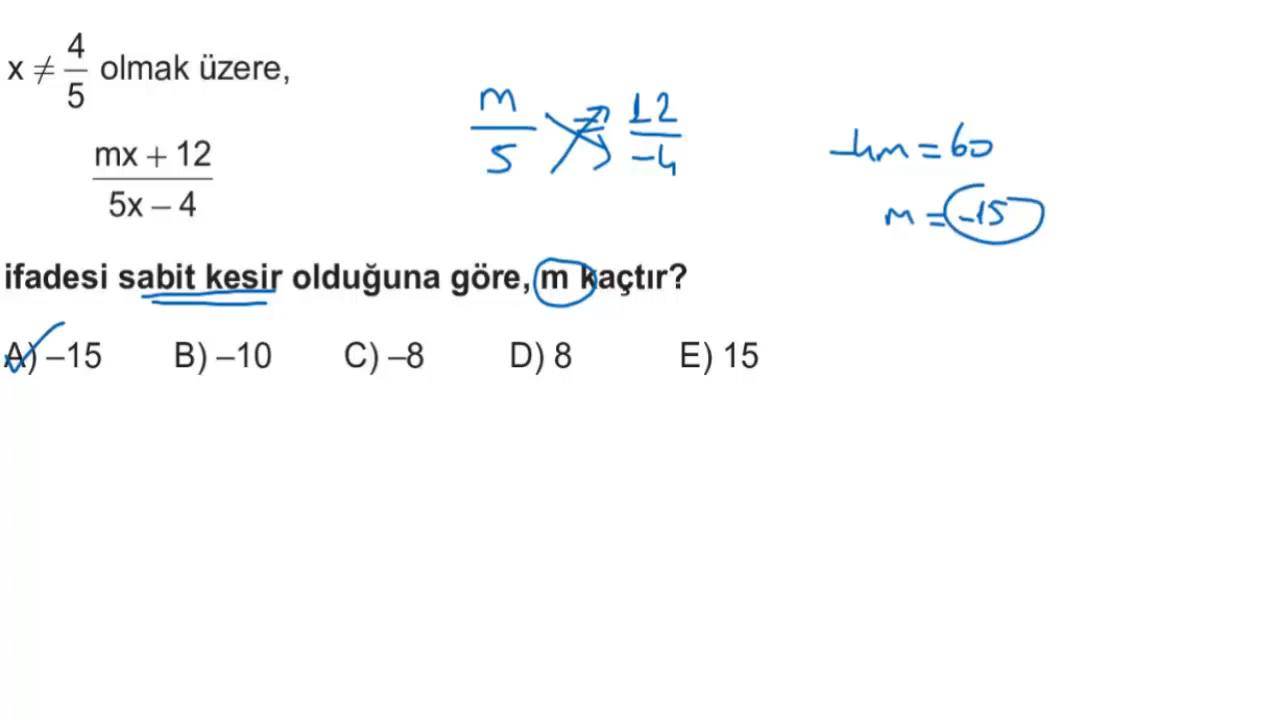 x ≠ 4/5 olmak üzere,
mx + 12
5x – 4
m/5 = 12/-4
-4m = 60
m = -15
ifadesi sabit kesir olduğuna göre, m kaçtır?
A) –15 B) –10 C) –8 D) 8 E) 15